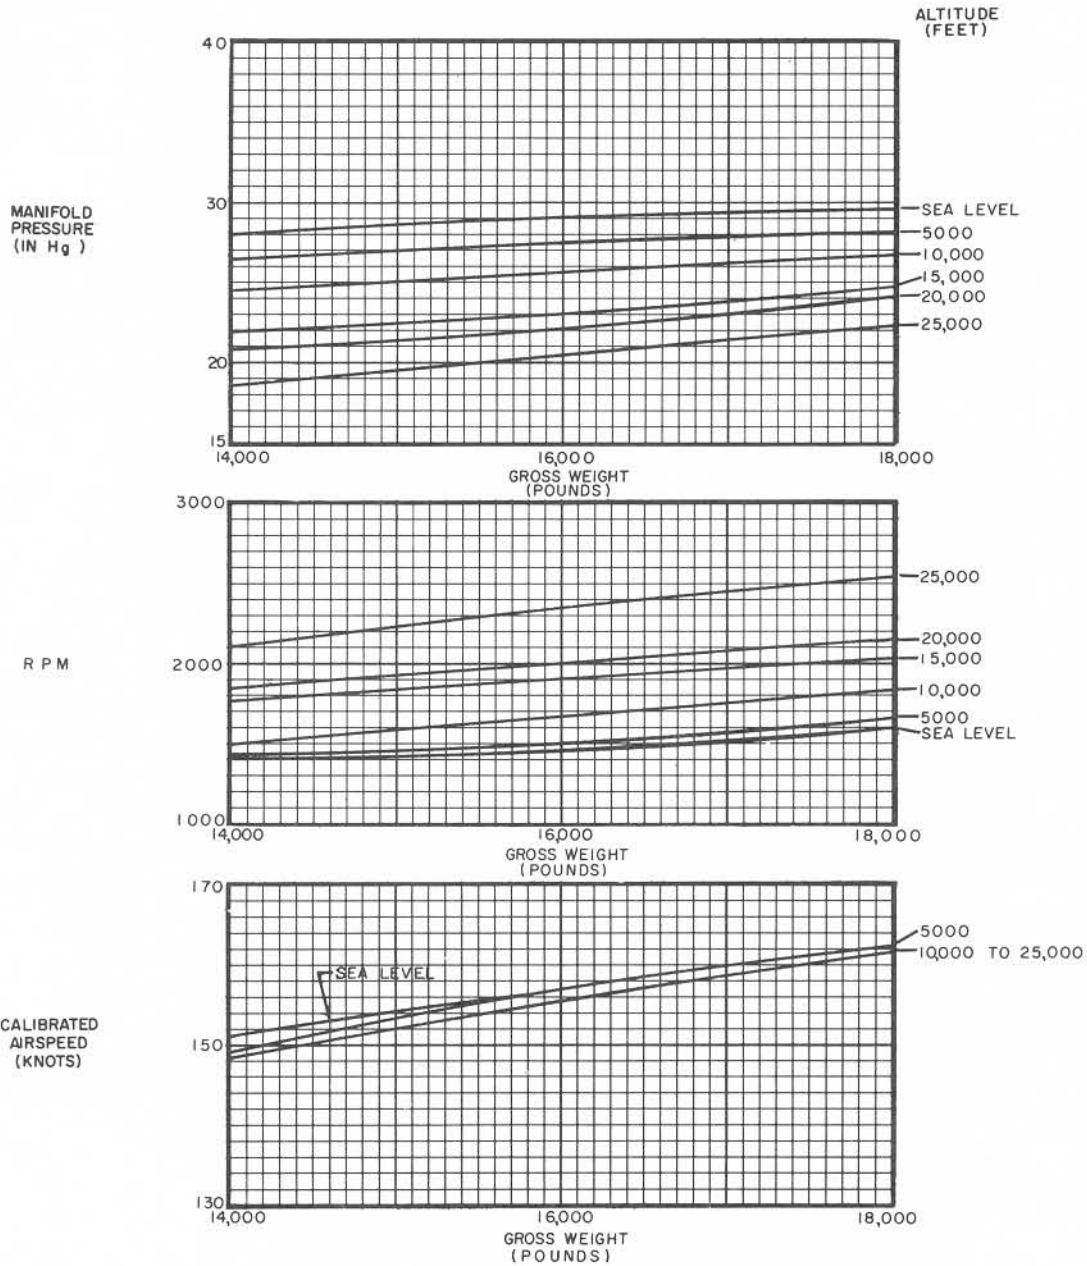 ALTITUDE
(FEET)
40
30
20
15
MANIFOLD
PRESSURE
(IN Hg)
SEA LEVEL
5000
10,000
15,000
20,000
25,000
14,000
16,000
18,000
GROSS WEIGHT
(POUNDS)
3000
2000
1000
RPM
25,000
20,000
15,000
10,000
5000
SEA LEVEL
14,000
16,000
18,000
GROSS WEIGHT
(POUNDS)
170
150
130
CALIBRATED
AIRSPEED
(KNOTS)
SEA LEVEL
5000
10,000 TO 25,000
14,000
16,000
18,000
GROSS WEIGHT
(POUNDS)